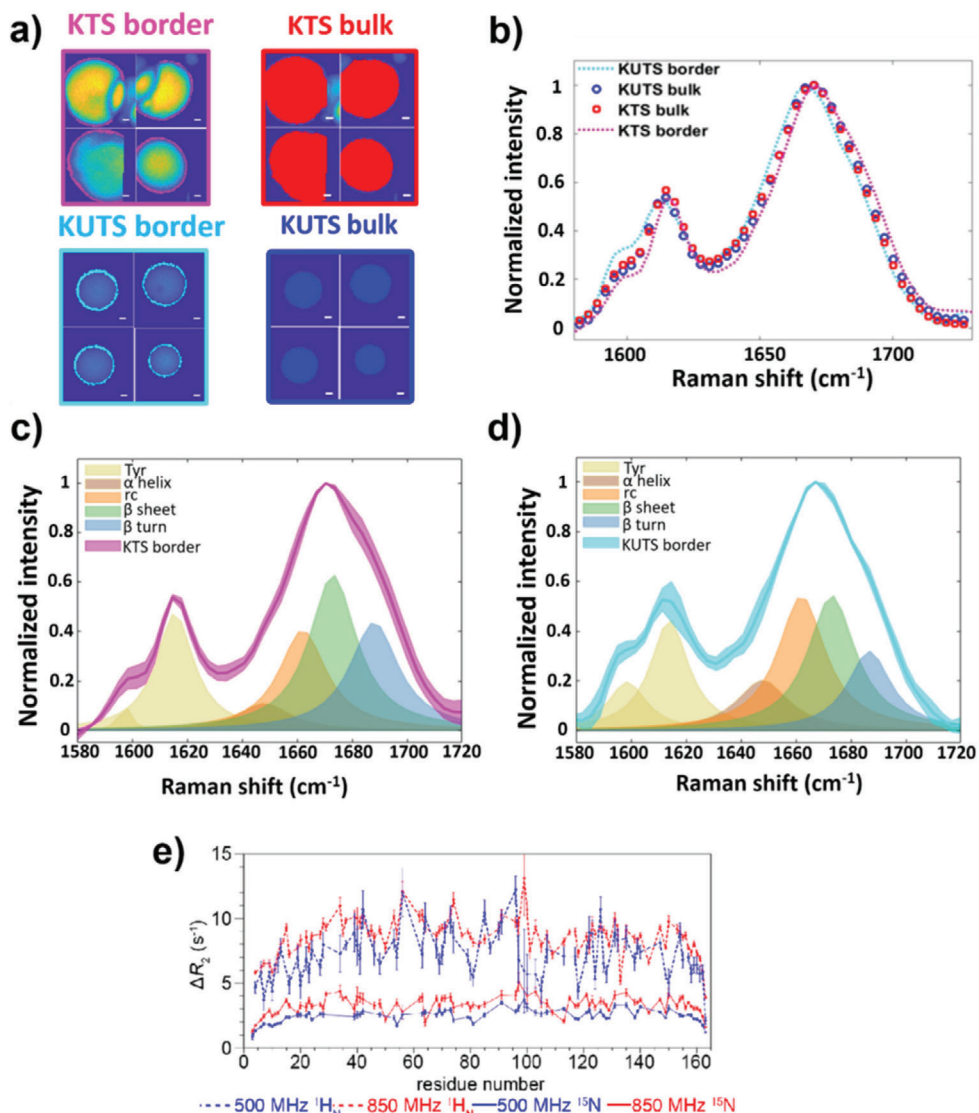 a)
KTS border KTS bulk
KUTS border KUTS bulk
b)
KUTS border
KUTS bulk
KTS bulk
KTS border
Normalized intensity
1
0.8
0.6
0.4
0.2
0
1600 1650 1700
Raman shift (cm-1)
c)
Tyr
α helix
rc
β sheet
β turn
KTS border
Normalized intensity
1
0.8
0.6
0.4
0.2
0
1580 1600 1620 1640 1660 1680 1700 1720
Raman shift (cm-1)
d)
Tyr
α helix
rc
β sheet
β turn
KUTS border
Normalized intensity
1
0.8
0.6
0.4
0.2
0
1580 1600 1620 1640 1660 1680 1700 1720
Raman shift (cm-1)
e)
ΔR2 (s-1)
15
10
5
0
0 20 40 60 80 100 120 140 160
residue number
500 MHz 1HN 850 MHz 1HN 500 MHz 15N 850 MHz 15N